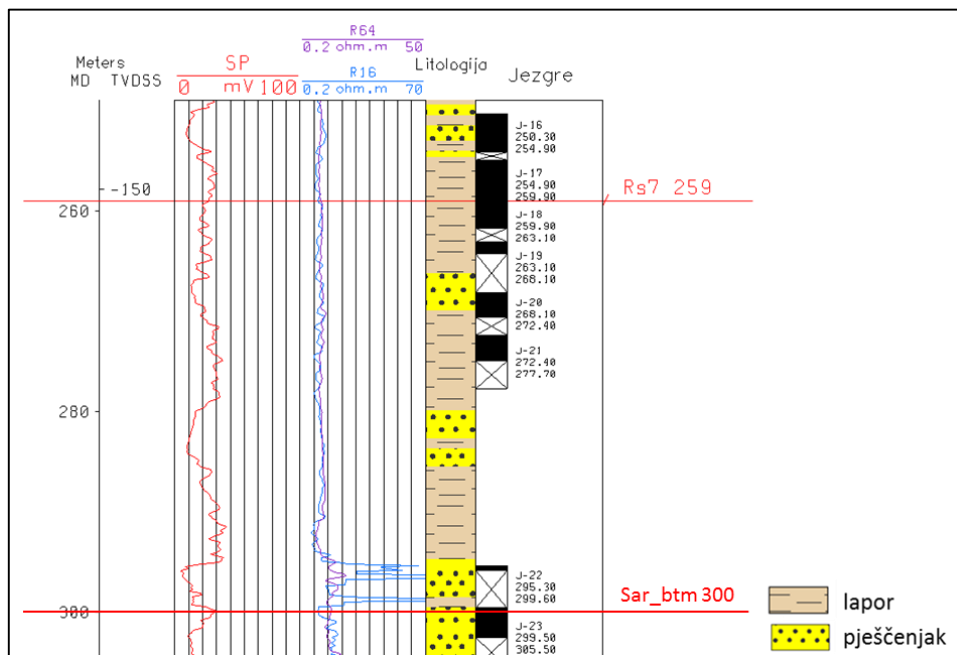 R64
0.2 ohm.m 50
Meters
MD TVDSS
SP
0 mV 100
R16
0.2 ohm.m 70
Litologija
Jezgre
J-16
250.30
254.90
J-17
254.90
259.90
-150
Rs7 259
260
J-18
259.90
263.10
J-19
263.10
268.10
J-20
268.10
272.40
J-21
272.40
277.70
280
J-22
295.30
299.60
300
Sar_btm 300
J-23
299.50
305.50
lapor
pješčenjak